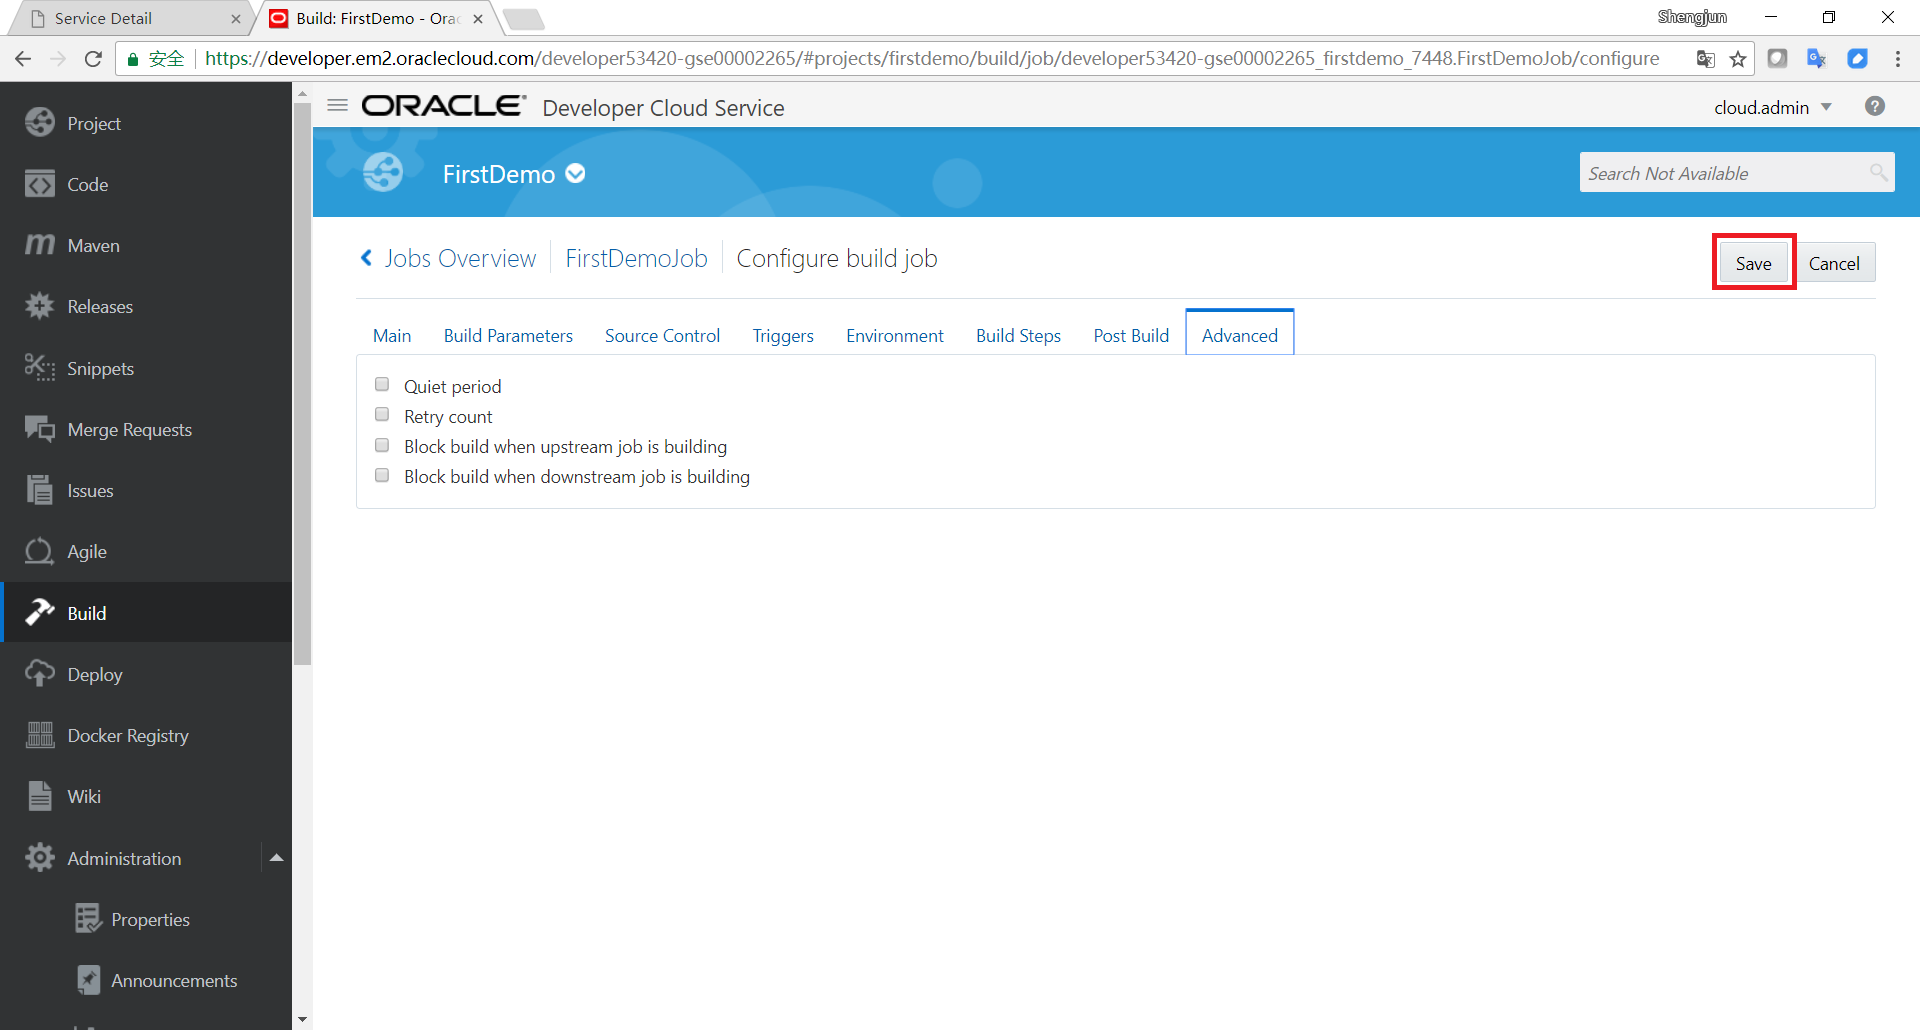 Service Detail
Build: FirstDemo - Orac
Shengjun
安全
https://developer.em2.oraclecloud.com/developer53420-gse00002265/#projects/firstdemo/build/job/developer53420-gse00002265_firstdemo_7448.FirstDemoJob/configure
Project
Code
Maven
Releases
Snippets
Merge Requests
Issues
Agile
Build
Deploy
Docker Registry
Wiki
Administration
Properties
Announcements
ORACLE Developer Cloud Service
cloud.admin
FirstDemo
Search Not Available
Jobs Overview
FirstDemoJob
Configure build job
Save
Cancel
Main
Build Parameters
Source Control
Triggers
Environment
Build Steps
Post Build
Advanced
Quiet period
Retry count
Block build when upstream job is building
Block build when downstream job is building